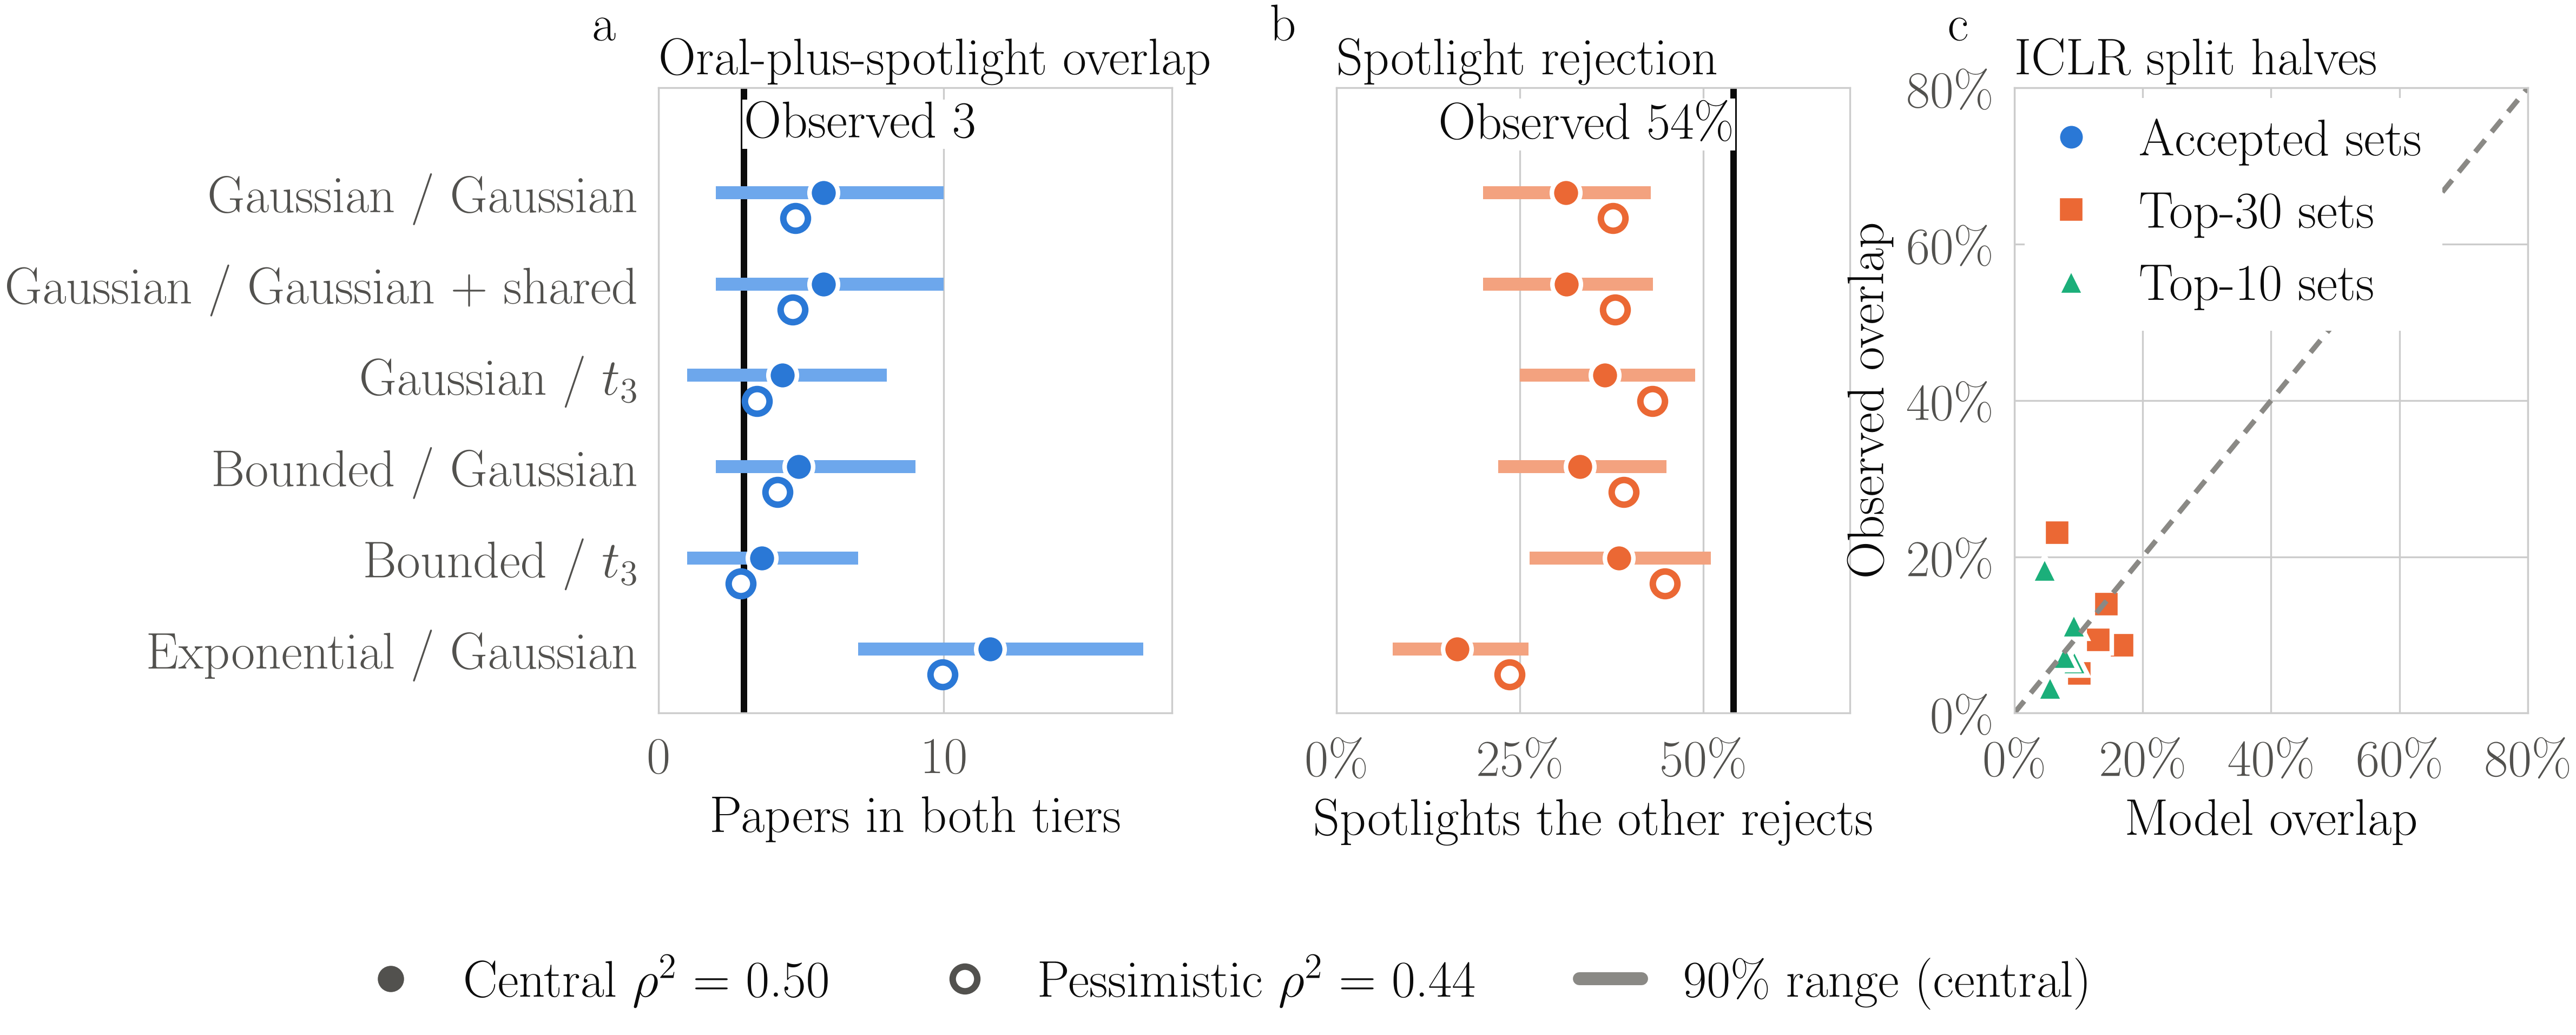 a
Oral-plus-spotlight overlap
Observed 3
Gaussian / Gaussian
Gaussian / Gaussian + shared
Gaussian / t₃
Bounded / Gaussian
Bounded / t₃
Exponential / Gaussian
0
10
Papers in both tiers
b
Spotlight rejection
Observed 54%
0%
25%
50%
Spotlights the other rejects
c
ICLR split halves
Observed overlap
80%
60%
40%
20%
0%
Accepted sets
Top-30 sets
Top-10 sets
0%
20%
40%
60%
80%
Model overlap
Central ρ² = 0.50
Pessimistic ρ² = 0.44
90% range (central)